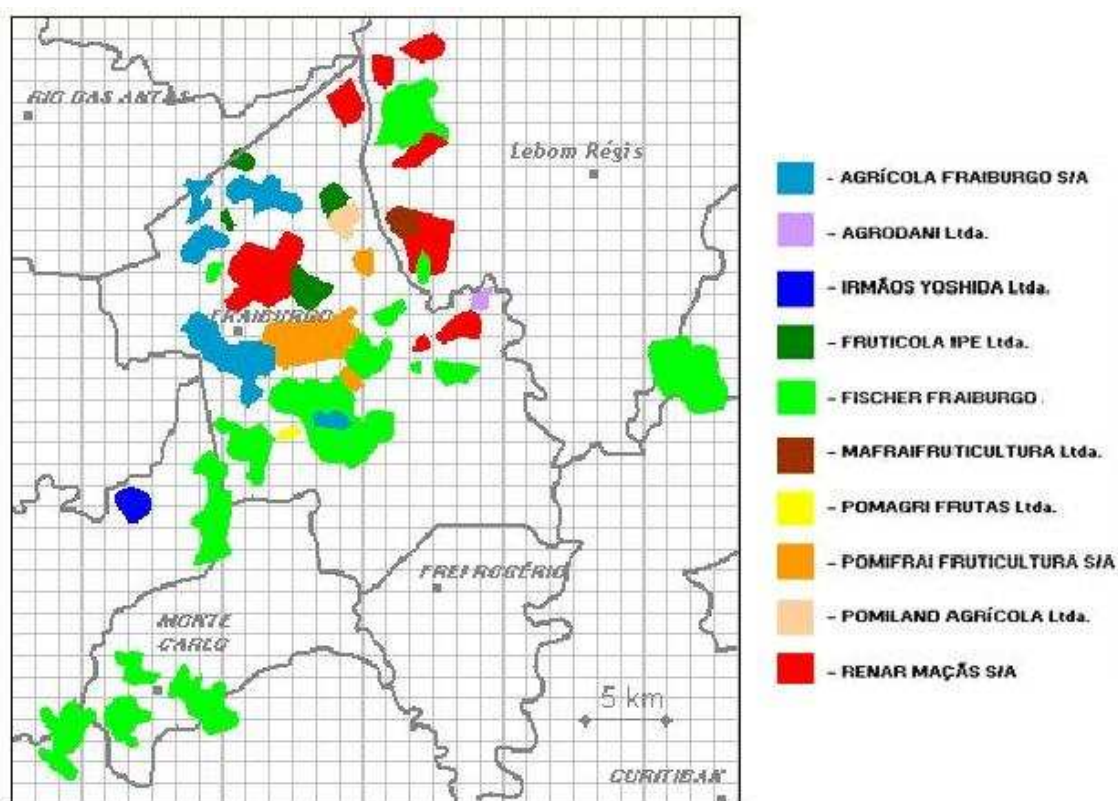 RIO DAS ANTAS
Lebom Régis
FRAIBURGO
FREI ROGÉRIO
MONTE
CARLO
5 km
CURITIBAN
- AGRÍCOLA FRAIBURGO S/A
- AGRODANI Ltda.
- IRMÃOS YOSHIDA Ltda.
- FRUTICOLA IPE Ltda.
- FISCHER FRAIBURGO
- MAFRAIFRUTICULTURA Ltda.
- POMAGRI FRUTAS Ltda.
- POMIFRAI FRUTICULTURA S/A
- POMILAND AGRÍCOLA Ltda.
- RENAR MAÇÃS S/A